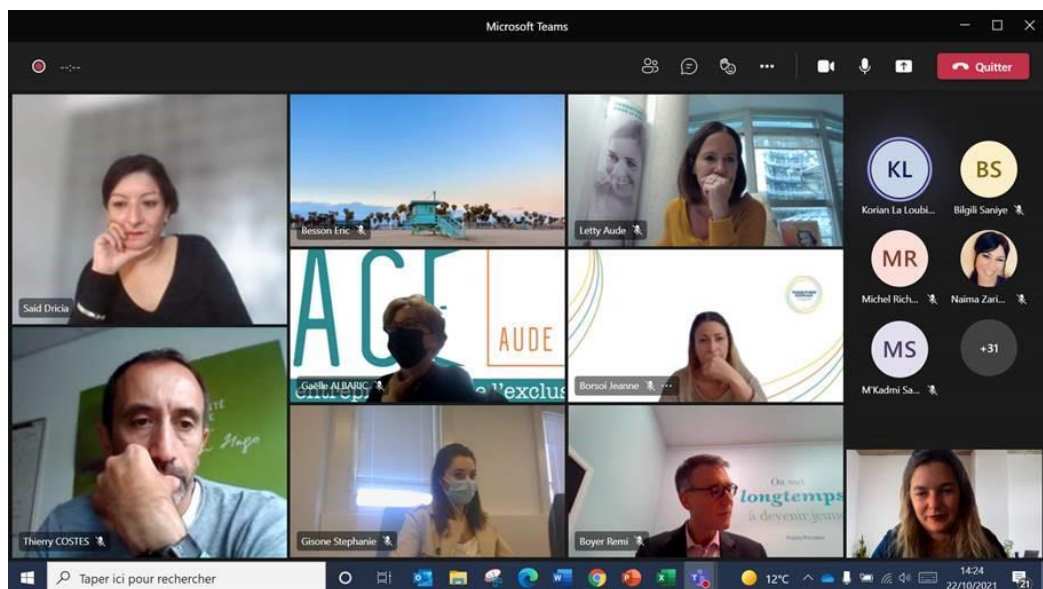 Microsoft Teams
--:--
Quitter
Said Dricia
Besson Eric
Letty Aude
KL
BS
Korian La Loubi...
Bilgili Saniye
MR
Michel Rich...
Naima Zari...
MS
+31
M'Kadmi Sa...
ACE
AUDE
Gaëlle ALBARIC
l'exclus
Borsoi Jeanne
Thierry COSTES
Hugo
Gisone Stephanie
On met
longtemps
à devenir jeune
Boyer Remi
Taper ici pour rechercher
12°C
14:24
22/10/2021
21